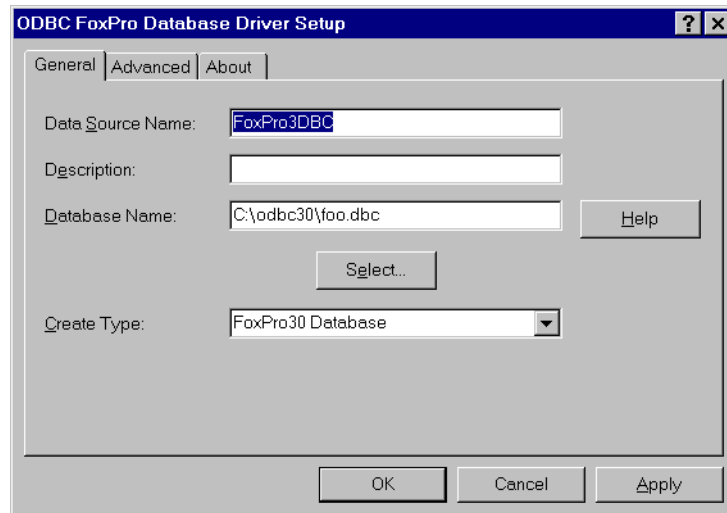 ODBC FoxPro Database Driver Setup
General Advanced About
Data Source Name: FoxPro3DBC
Description:
Database Name: C:\odbc30\foo.dbc Help
Select...
Create Type: FoxPro30 Database
OK Cancel Apply